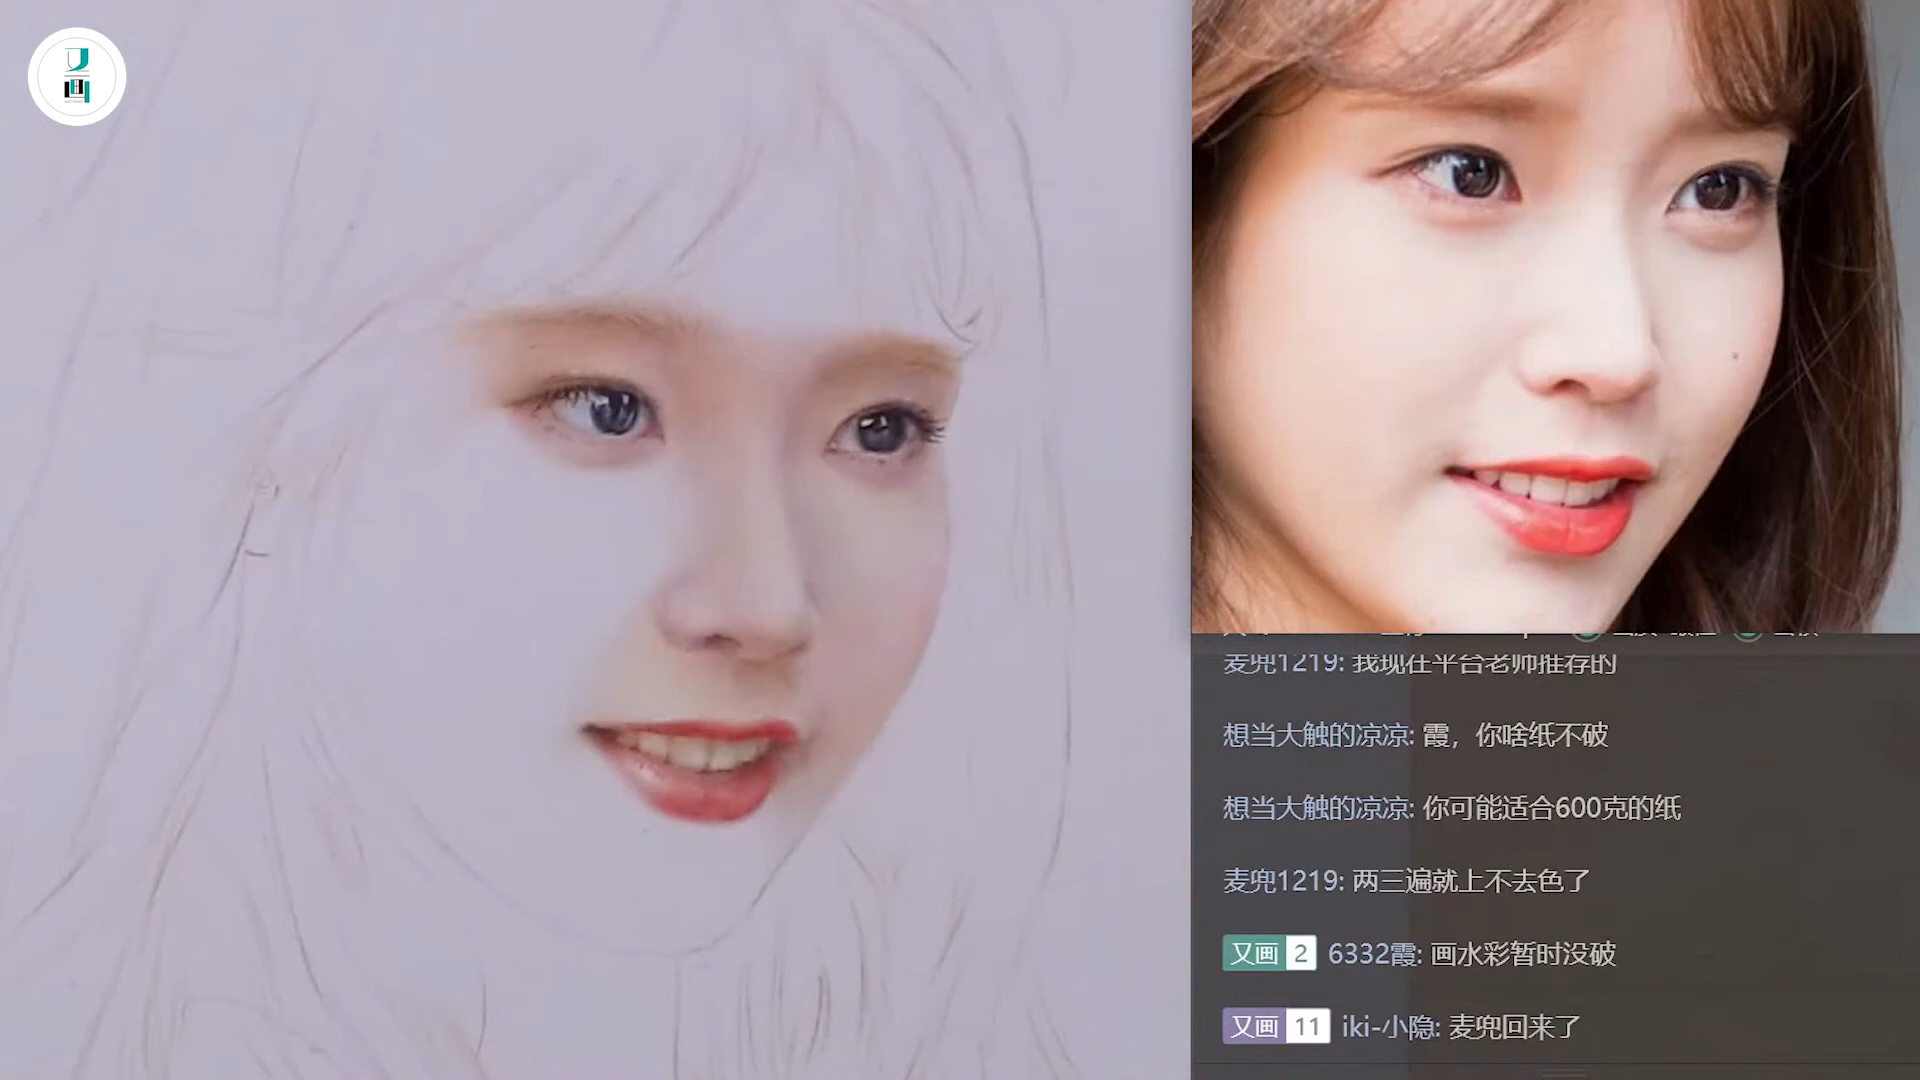 又画
麦兜1219: 我现在平台老师推荐的
想当大触的凉凉: 霞，你啥纸不破
想当大触的凉凉: 你可能适合600克的纸
麦兜1219: 两三遍就上不去色了
又画 2 6332霞: 画水彩暂时没破
又画 11 iki-小隐: 麦兜回来了